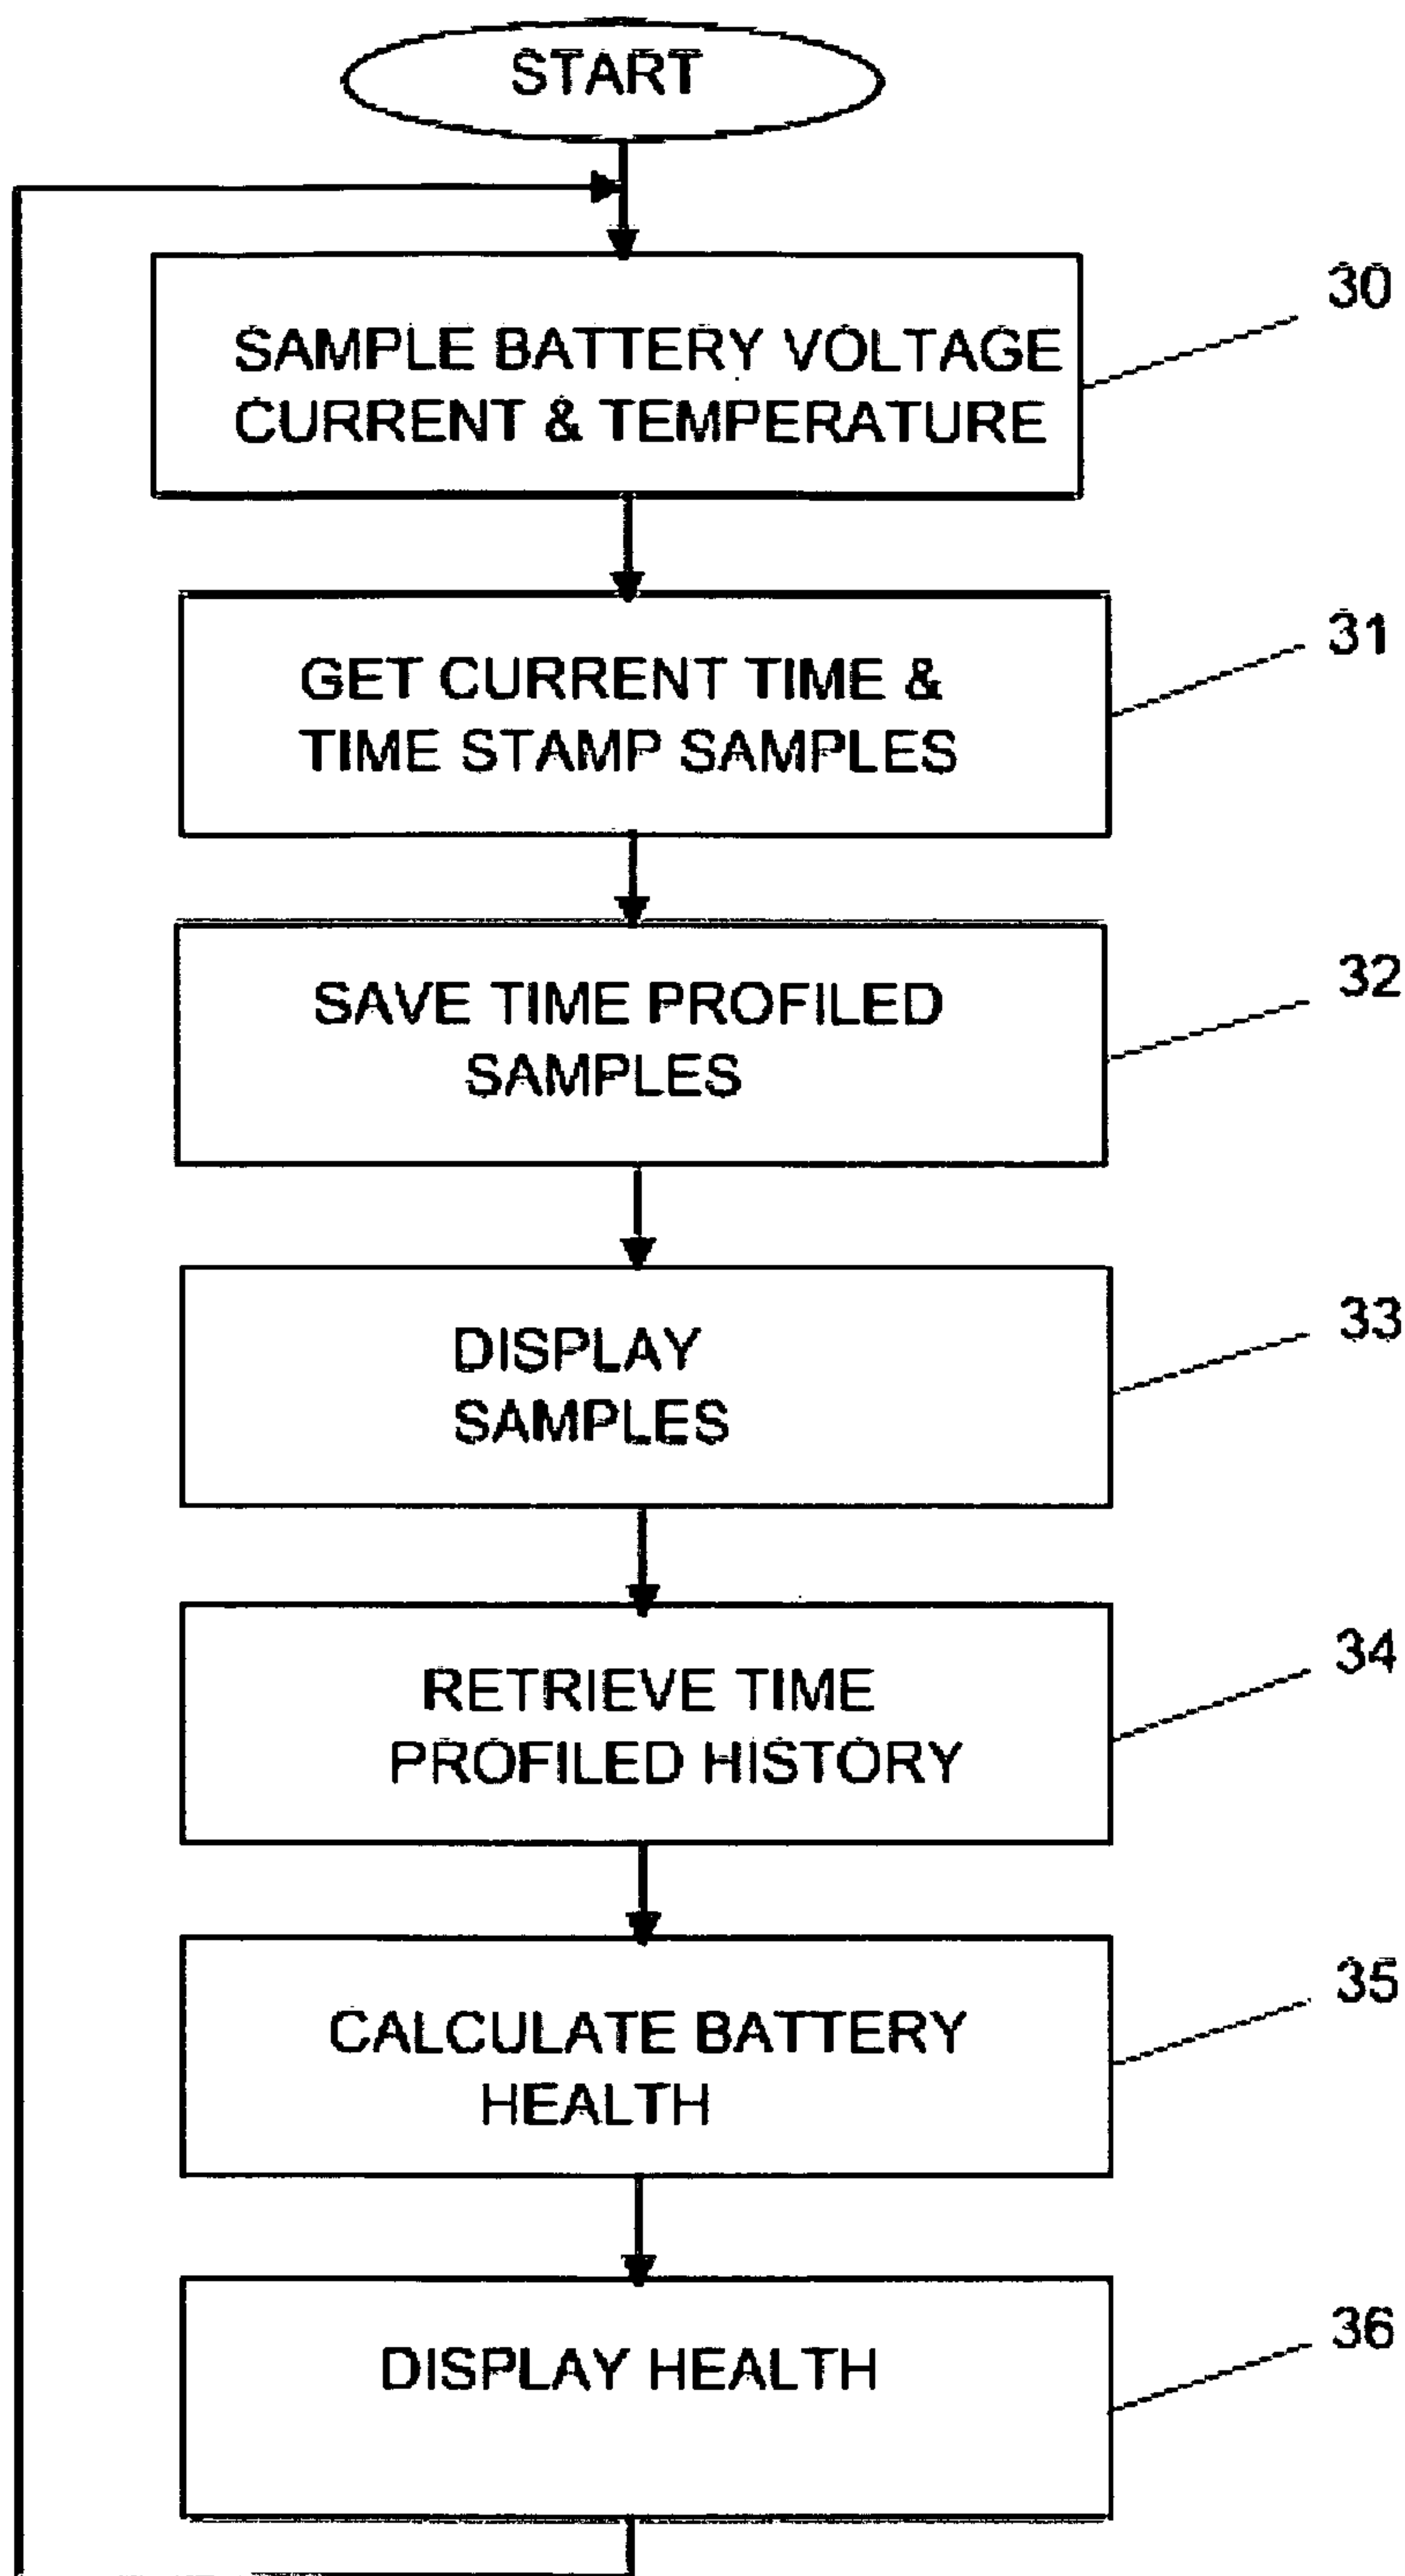 START
SAMPLE BATTERY VOLTAGE
CURRENT & TEMPERATURE
30
GET CURRENT TIME &
TIME STAMP SAMPLES
31
SAVE TIME PROFILED
SAMPLES
32
DISPLAY
SAMPLES
33
RETRIEVE TIME
PROFILED HISTORY
34
CALCULATE BATTERY
HEALTH
35
DISPLAY HEALTH
36